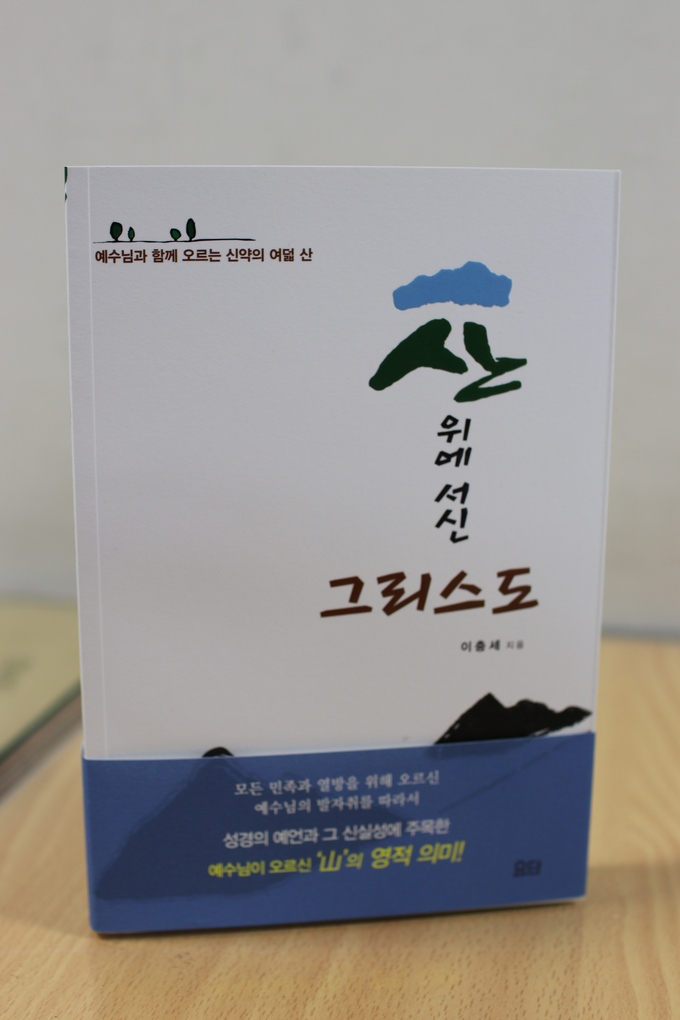 예수님과 함께 오르는 신약의 여덟 산
산
위에 서신
그리스도
이충세 지음
모든 민족과 열방을 위해 오르신
예수님의 발자취를 따라서
성경의 예언과 그 신실성에 주목한
예수님이 오르신 '山'의 영적 의미!
요단